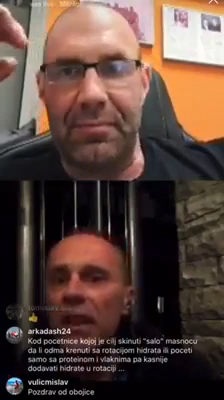 arkadash24
Kod pocetnice kojoj je cilj skinuti "salo" masnocu
da li odma krenuti sa rotacijom hidrata ili poceti
samo sa proteinom i vlaknima pa kasnije
dodavati hidrate u rotaciji ...
vulicmislav
Pozdrav od obojice